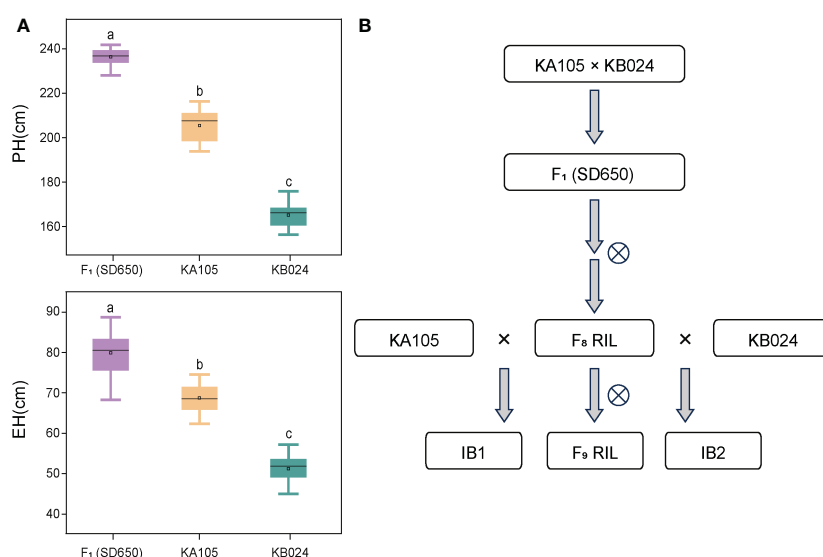 A
PH(cm)
240
220
200
180
160
a
b
c
F₁ (SD650)
KA105
KB024
EH(cm)
90
80
70
60
50
40
a
b
c
F₁ (SD650)
KA105
KB024
B
KA105 × KB024
F₁ (SD650)
KA105 × F₈ RIL × KB024
IB1
F₉ RIL
IB2